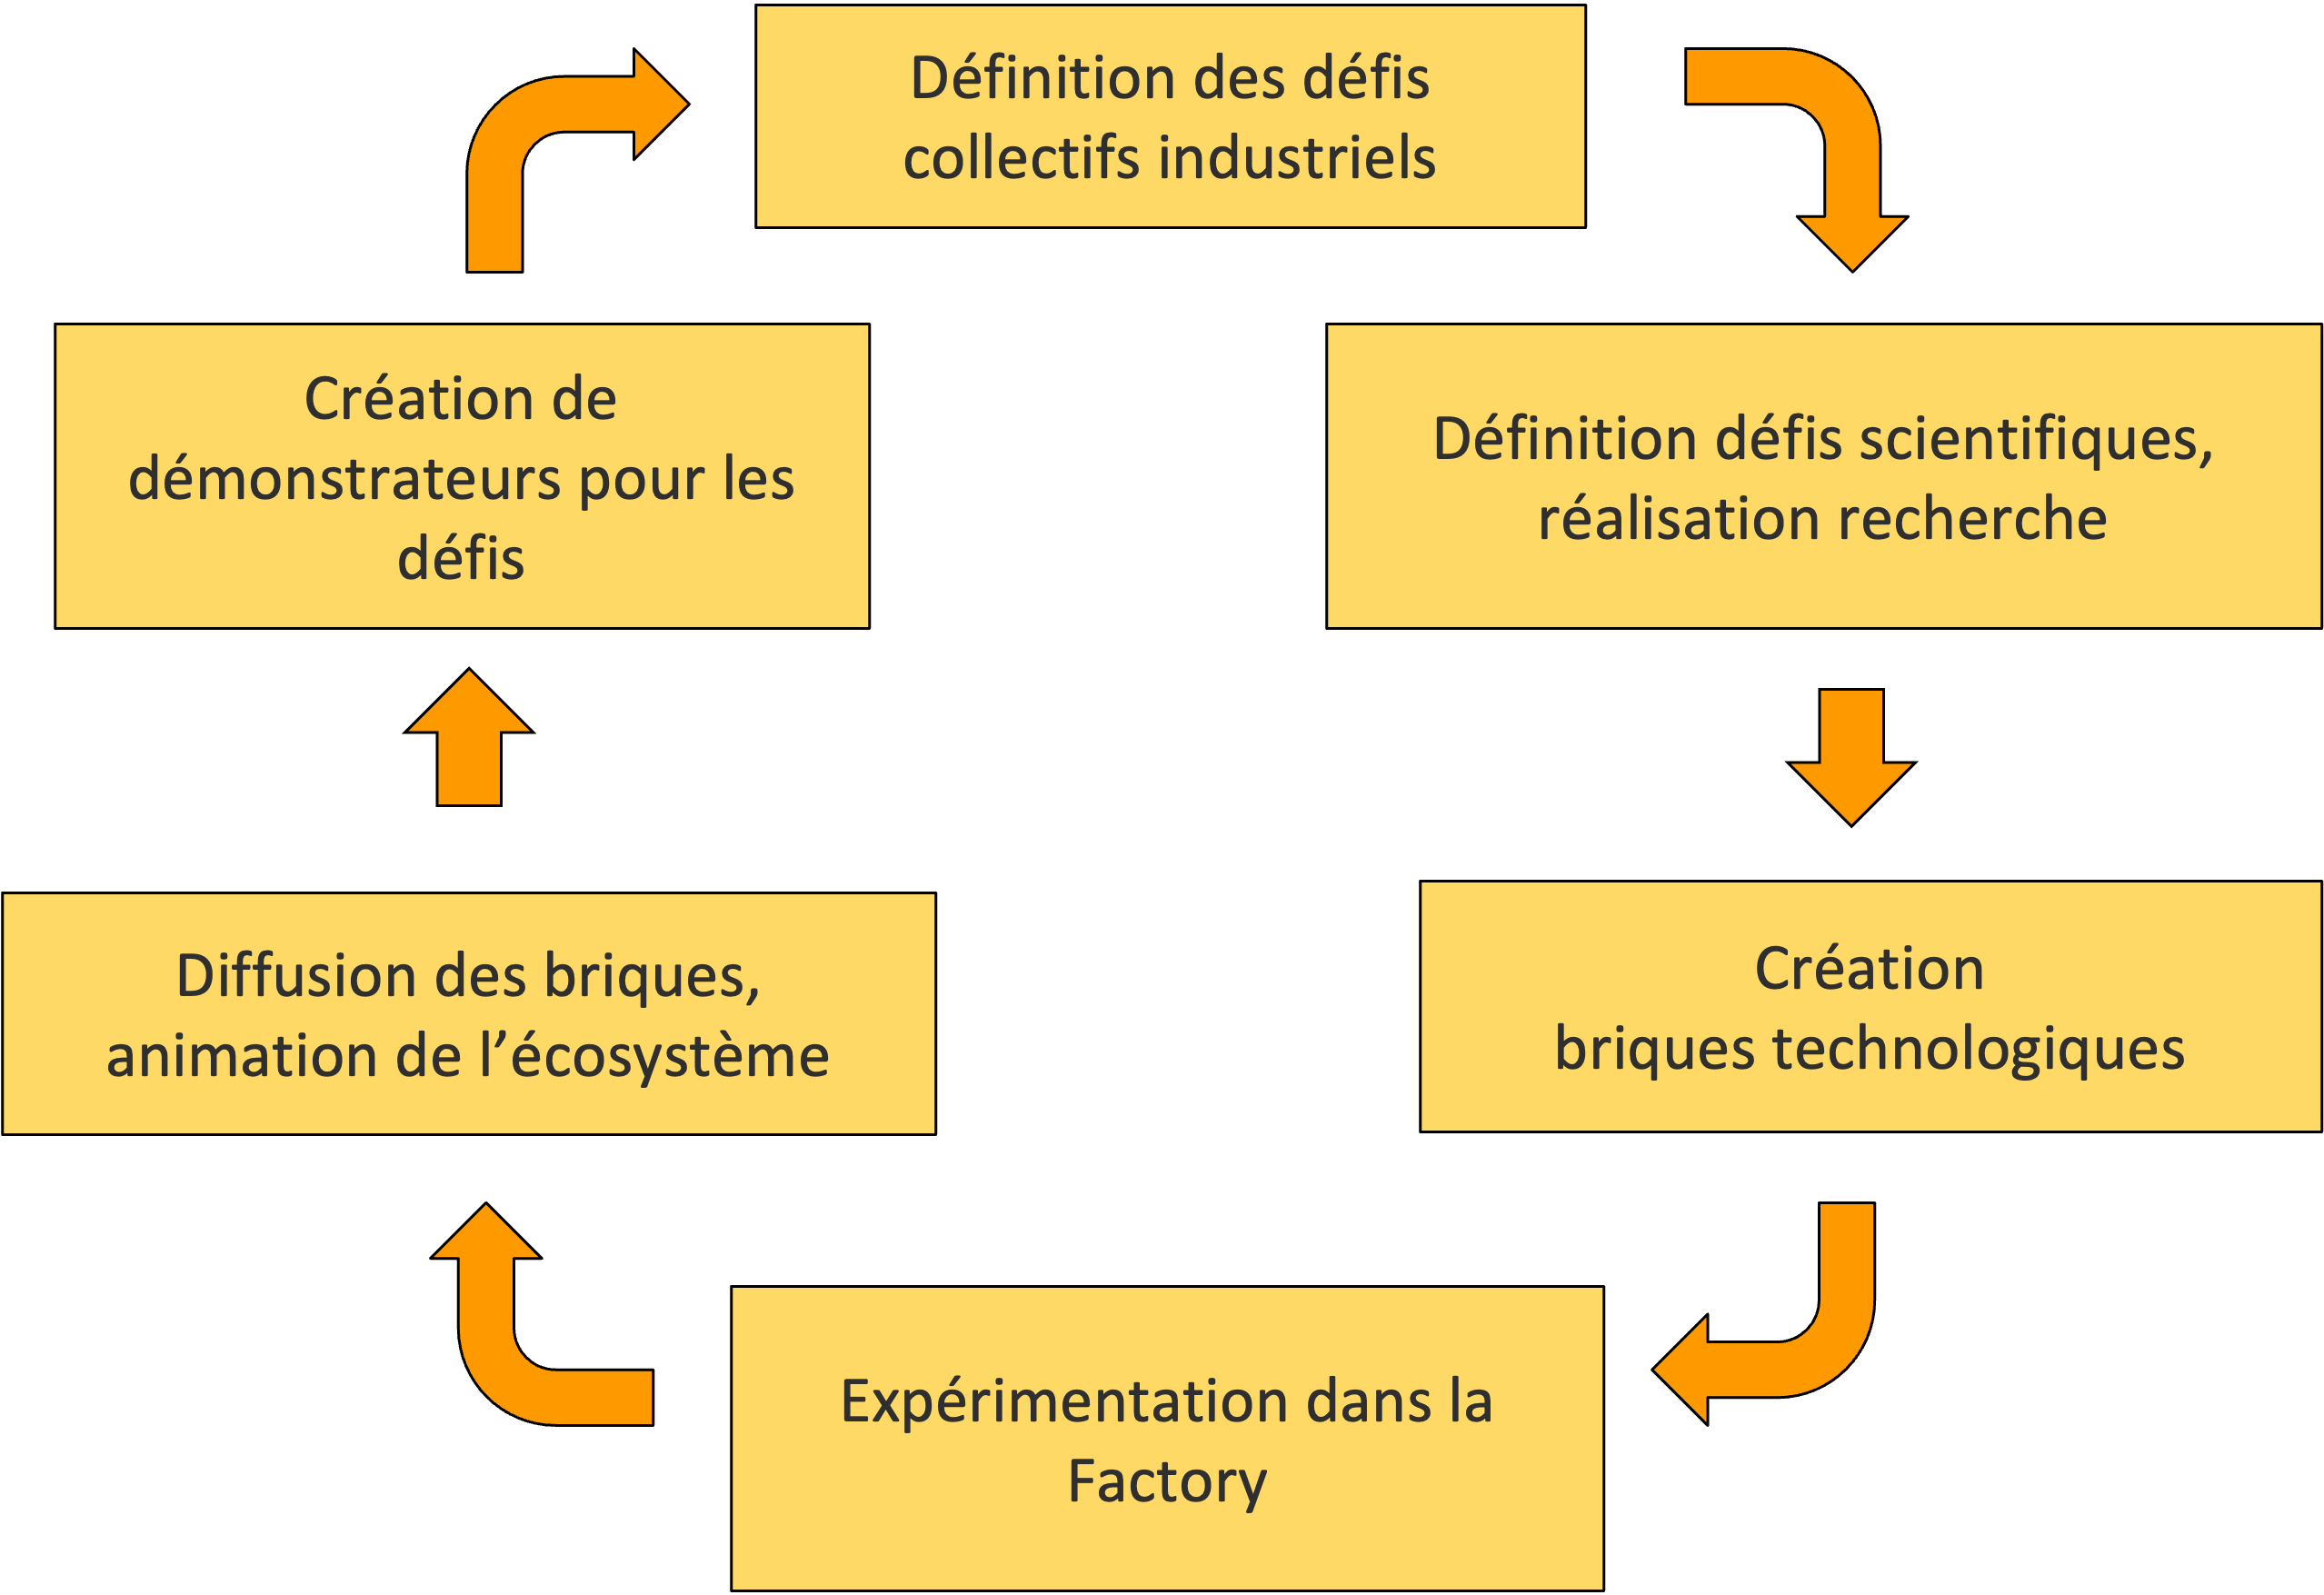 Définition des défis
collectifs industriels
Création de
démonstrateurs pour les
défis
Définition défis scientifiques,
réalisation recherche
Diffusion des briques,
animation de l’écosystème
Création
briques technologiques
Expérimentation dans la
Factory